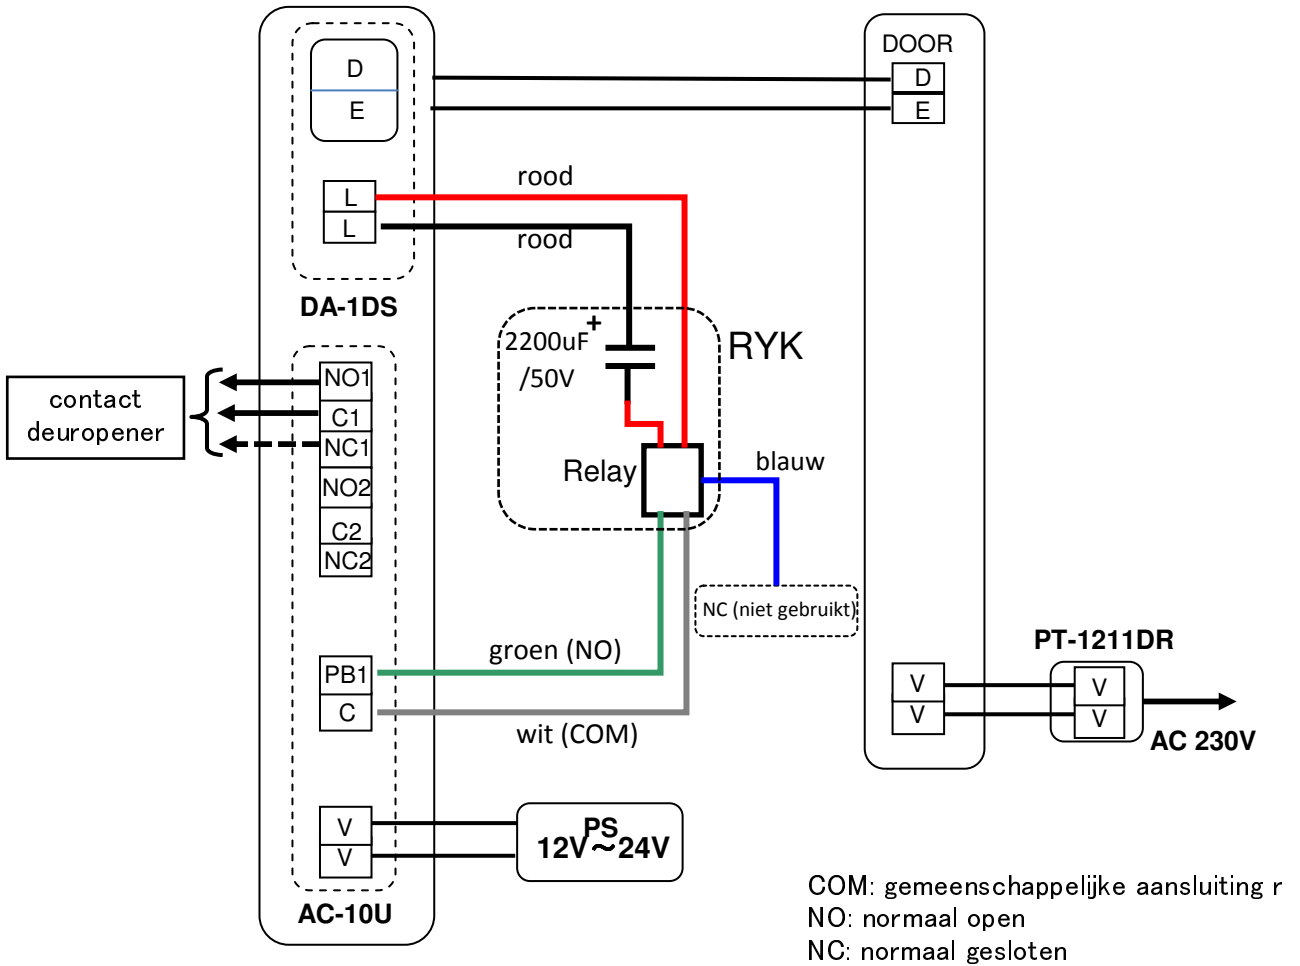 D
E
DOOR
D
E
rood
L
L
rood
DA-1DS
+
2200uF
/50V
RYK
contact
deuropener
NO1
C1
NC1
NO2
C2
NC2
Relay
blauw
NC (niet gebruikt)
groen (NO)
PB1
C
wit (COM)
PT-1211DR
V
V
V
V
AC 230V
V
V
PS
12V～24V
AC-10U
COM: gemeenschappelijke aansluiting r
NO: normaal open
NC: normaal gesloten